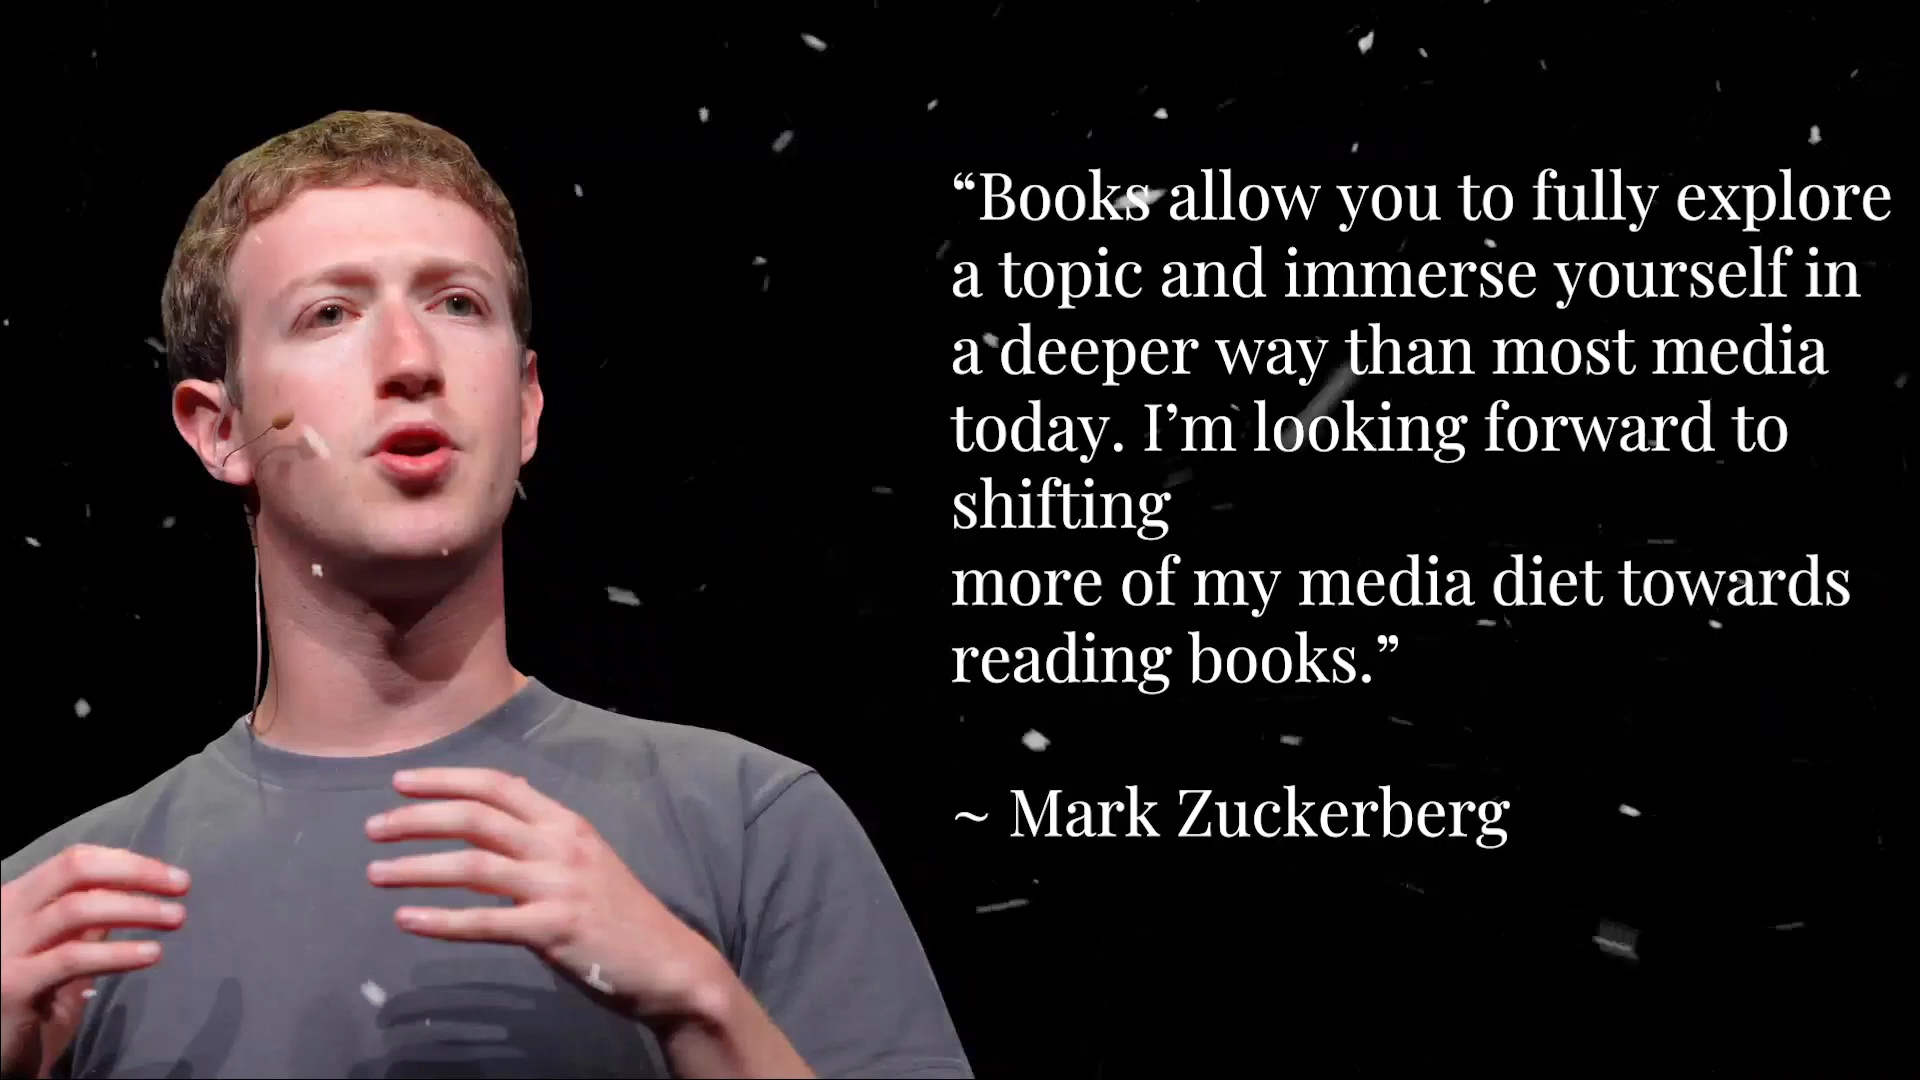 “Books allow you to fully explore
a topic and immerse yourself in
a deeper way than most media
today. I’m looking forward to
shifting
more of my media diet towards
reading books.”
~ Mark Zuckerberg